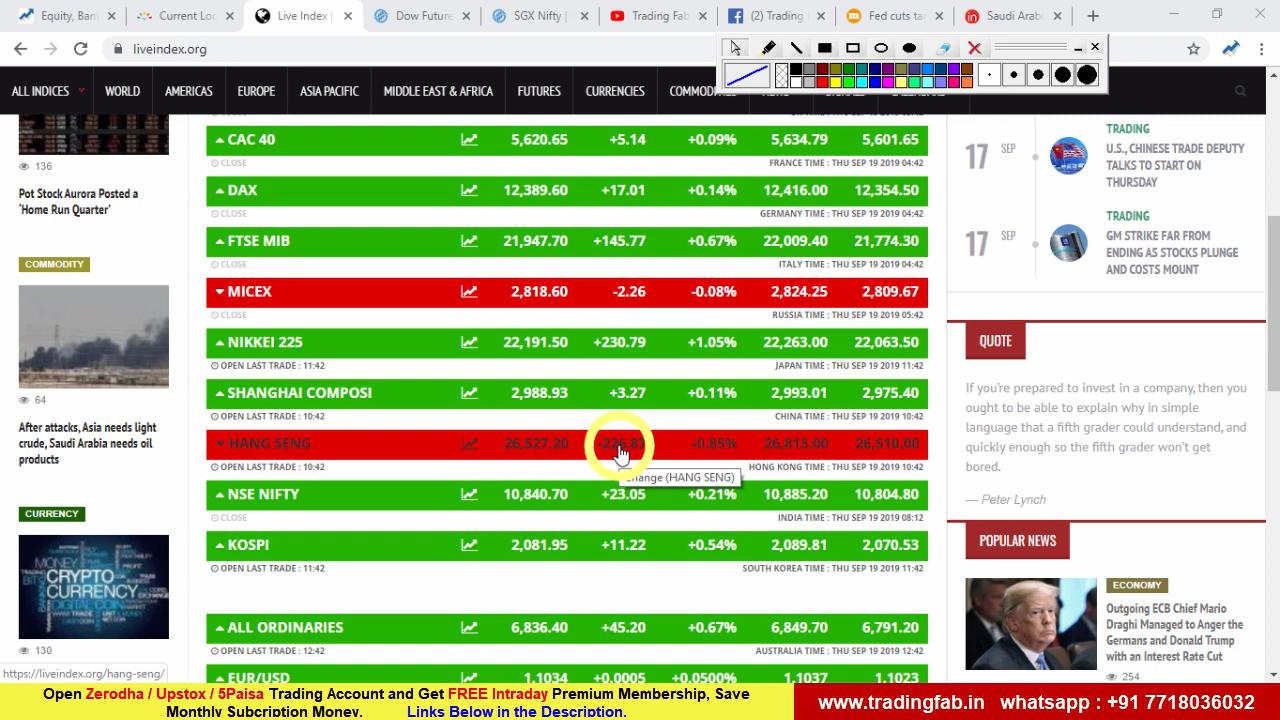 Equity, Ban
Current Loc
Live Index |
Dow Future
SGX Nifty |
Trading Fab
(2) Trading
Fed cuts tar
Saudi Arabi
liveindex.org
ALL INDICES
WORLD
AMERICAS
EUROPE
ASIA PACIFIC
MIDDLE EAST & AFRICA
FUTURES
CURRENCIES
136
Pot Stock Aurora Posted a
'Home Run Quarter'
COMMODITY
64
After attacks, Asia needs light
crude, Saudi Arabia needs oil
products
CURRENCY
CRYPTO
CURRENCY
130
CAC 40 5,620.65 +5.14 +0.09% 5,634.79 5,601.65
CLOSE FRANCE TIME : THU SEP 19 2019 04:42
DAX 12,389.60 +17.01 +0.14% 12,416.00 12,354.50
CLOSE GERMANY TIME : THU SEP 19 2019 04:42
FTSE MIB 21,947.70 +145.77 +0.67% 22,009.40 21,774.30
CLOSE ITALY TIME : THU SEP 19 2019 04:42
MICEX 2,818.60 -2.26 -0.08% 2,824.25 2,809.67
CLOSE RUSSIA TIME : THU SEP 19 2019 05:42
NIKKEI 225 22,191.50 +230.79 +1.05% 22,263.00 22,063.50
OPEN LAST TRADE : 11:42 JAPAN TIME : THU SEP 19 2019 11:42
SHANGHAI COMPOSI 2,988.93 +3.27 +0.11% 2,993.01 2,975.40
OPEN LAST TRADE : 10:42 CHINA TIME : THU SEP 19 2019 10:42
HANG SENG 26,527.20 -0.85% 26,813.00 26,510.00
OPEN LAST TRADE : 10:42 HONG KONG TIME : THU SEP 19 2019 10:42
Change (HANG SENG)
NSE NIFTY 10,840.70 +23.05 +0.21% 10,885.20 10,804.80
CLOSE INDIA TIME : THU SEP 19 2019 08:12
KOSPI 2,081.95 +11.22 +0.54% 2,089.81 2,070.53
OPEN LAST TRADE : 11:42 SOUTH KOREA TIME : THU SEP 19 2019 11:42
ALL ORDINARIES 6,836.40 +45.20 +0.67% 6,849.70 6,791.20
OPEN LAST TRADE : 12:42 AUSTRALIA TIME : THU SEP 19 2019 12:42
EUR/USD 1.1034 +0.0005 +0.0500% 1.1037 1.1023
TRADING
17 SEP
U.S., CHINESE TRADE DEPUTY
TALKS TO START ON
THURSDAY
TRADING
17 SEP
GM STRIKE FAR FROM
ENDING AS STOCKS PLUNGE
AND COSTS MOUNT
QUOTE
If you're prepared to invest in a company, then you
ought to be able to explain why in simple
language that a fifth grader could understand, and
quickly enough so the fifth grader won't get
bored.
— Peter Lynch
POPULAR NEWS
ECONOMY
Outgoing ECB Chief Mario
Draghi Managed to Anger the
Germans and Donald Trump
with an Interest Rate Cut
254
https://liveindex.org/hang-seng/
Open Zerodha / Upstox / 5Paisa Trading Account and Get FREE Intraday Premium Membership, Save
Monthly Subcription Money. Links Below in the Description.
www.tradingfab.in whatsapp : +91 7718036032